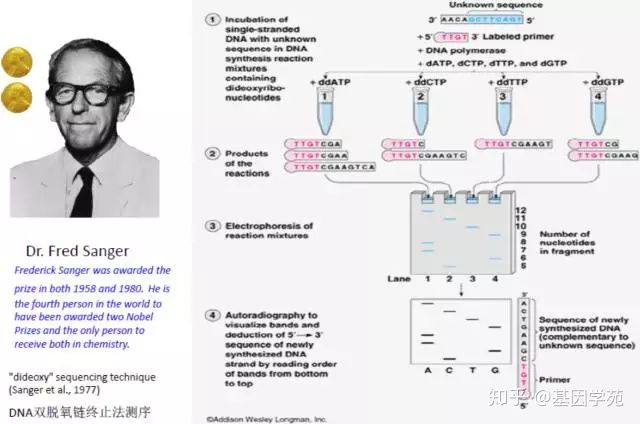 Dr. Fred Sanger
Frederick Sanger was awarded the
prize in both 1958 and 1980. He is
the fourth person in the world to
have been awarded two Nobel
Prizes and the only person to
receive both in chemistry.
"dideoxy" sequencing technique
(Sanger et al., 1977)
DNA双脱氧链终止法测序
Unknown sequence
3' AACAGCTTCAGT 5'
1 Incubation of
single-stranded
DNA with unknown
sequence in DNA
synthesis reaction
mixtures
containing
dideoxyribo-
nucleotides
+ 5' TTGT 3' Labeled primer
+ DNA polymerase
+ dATP, dCTP, dTTP, and dGTP
+ ddATP + ddCTP + ddTTP + ddGTP
1 2 3 4
2 Products
of the
reactions
TTGTCGA TTGTC TTGTCGAAGT TTGTCG
TTGTCGAA TTGTCGAAGTC TTGTCGAAG
TTGTCGAAGTCA
3 Electrophoresis of
reaction mixtures
12
11
10
9
8
7
6
5
Number of
nucleotides
in fragment
Lane 1 2 3 4
4 Autoradiography to
visualize bands and
deduction of 5' → 3'
sequence of newly
synthesized DNA
strand by reading order
of bands from bottom
to top
A C T G
3'
A
C
T
G
A
A
G
C
T
G
T
5'
Sequence of newly
synthesized DNA
(complementary to
unknown sequence)
Primer
©Addison Wesley Longman, Inc.
知乎 @基因学苑